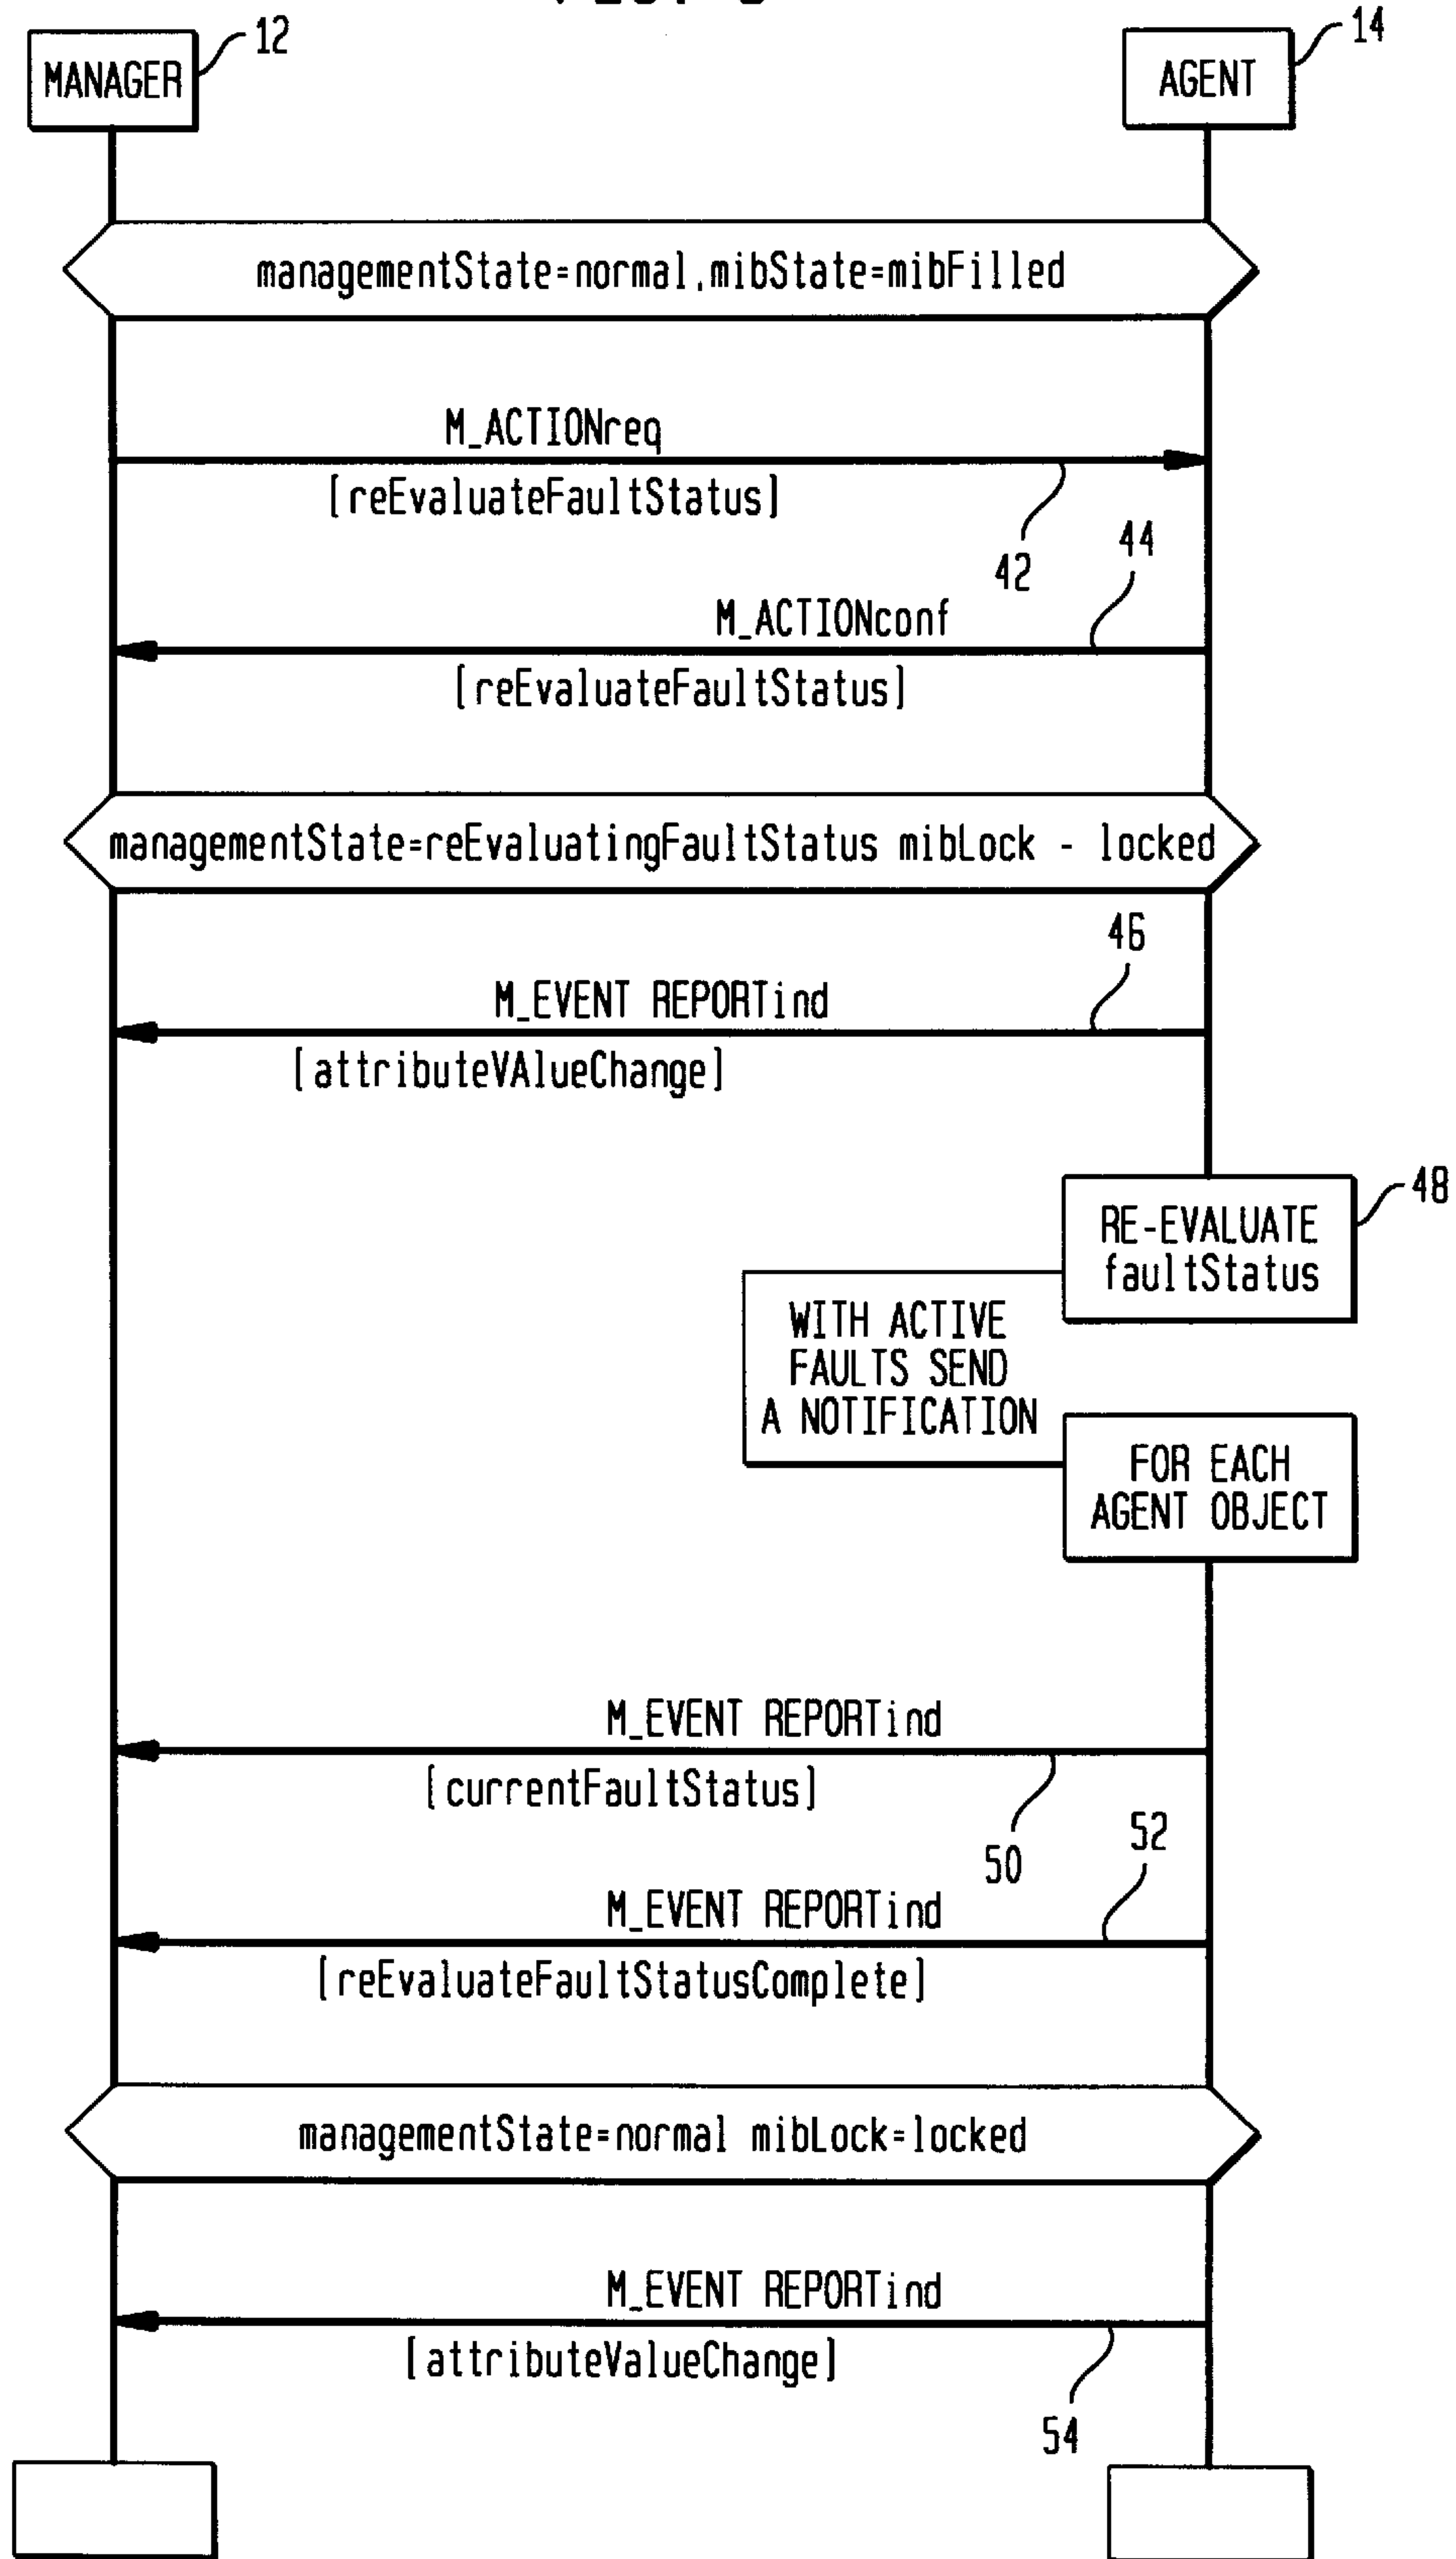 12
14
MANAGER
AGENT
managementState=normal,mibState=mibFilled
M_ACTIONreq
[reEvaluateFaultStatus]
42
44
M_ACTIONconf
[reEvaluateFaultStatus]
managementState=reEvaluatingFaultStatus mibLock - locked
46
M_EVENT REPORTind
[attributeVAlueChange]
48
RE-EVALUATE
faultStatus
WITH ACTIVE
FAULTS SEND
A NOTIFICATION
FOR EACH
AGENT OBJECT
M_EVENT REPORTind
[currentFaultStatus]
50
52
M_EVENT REPORTind
[reEvaluateFaultStatusComplete]
managementState=normal mibLock=locked
M_EVENT REPORTind
[attributeValueChange]
54